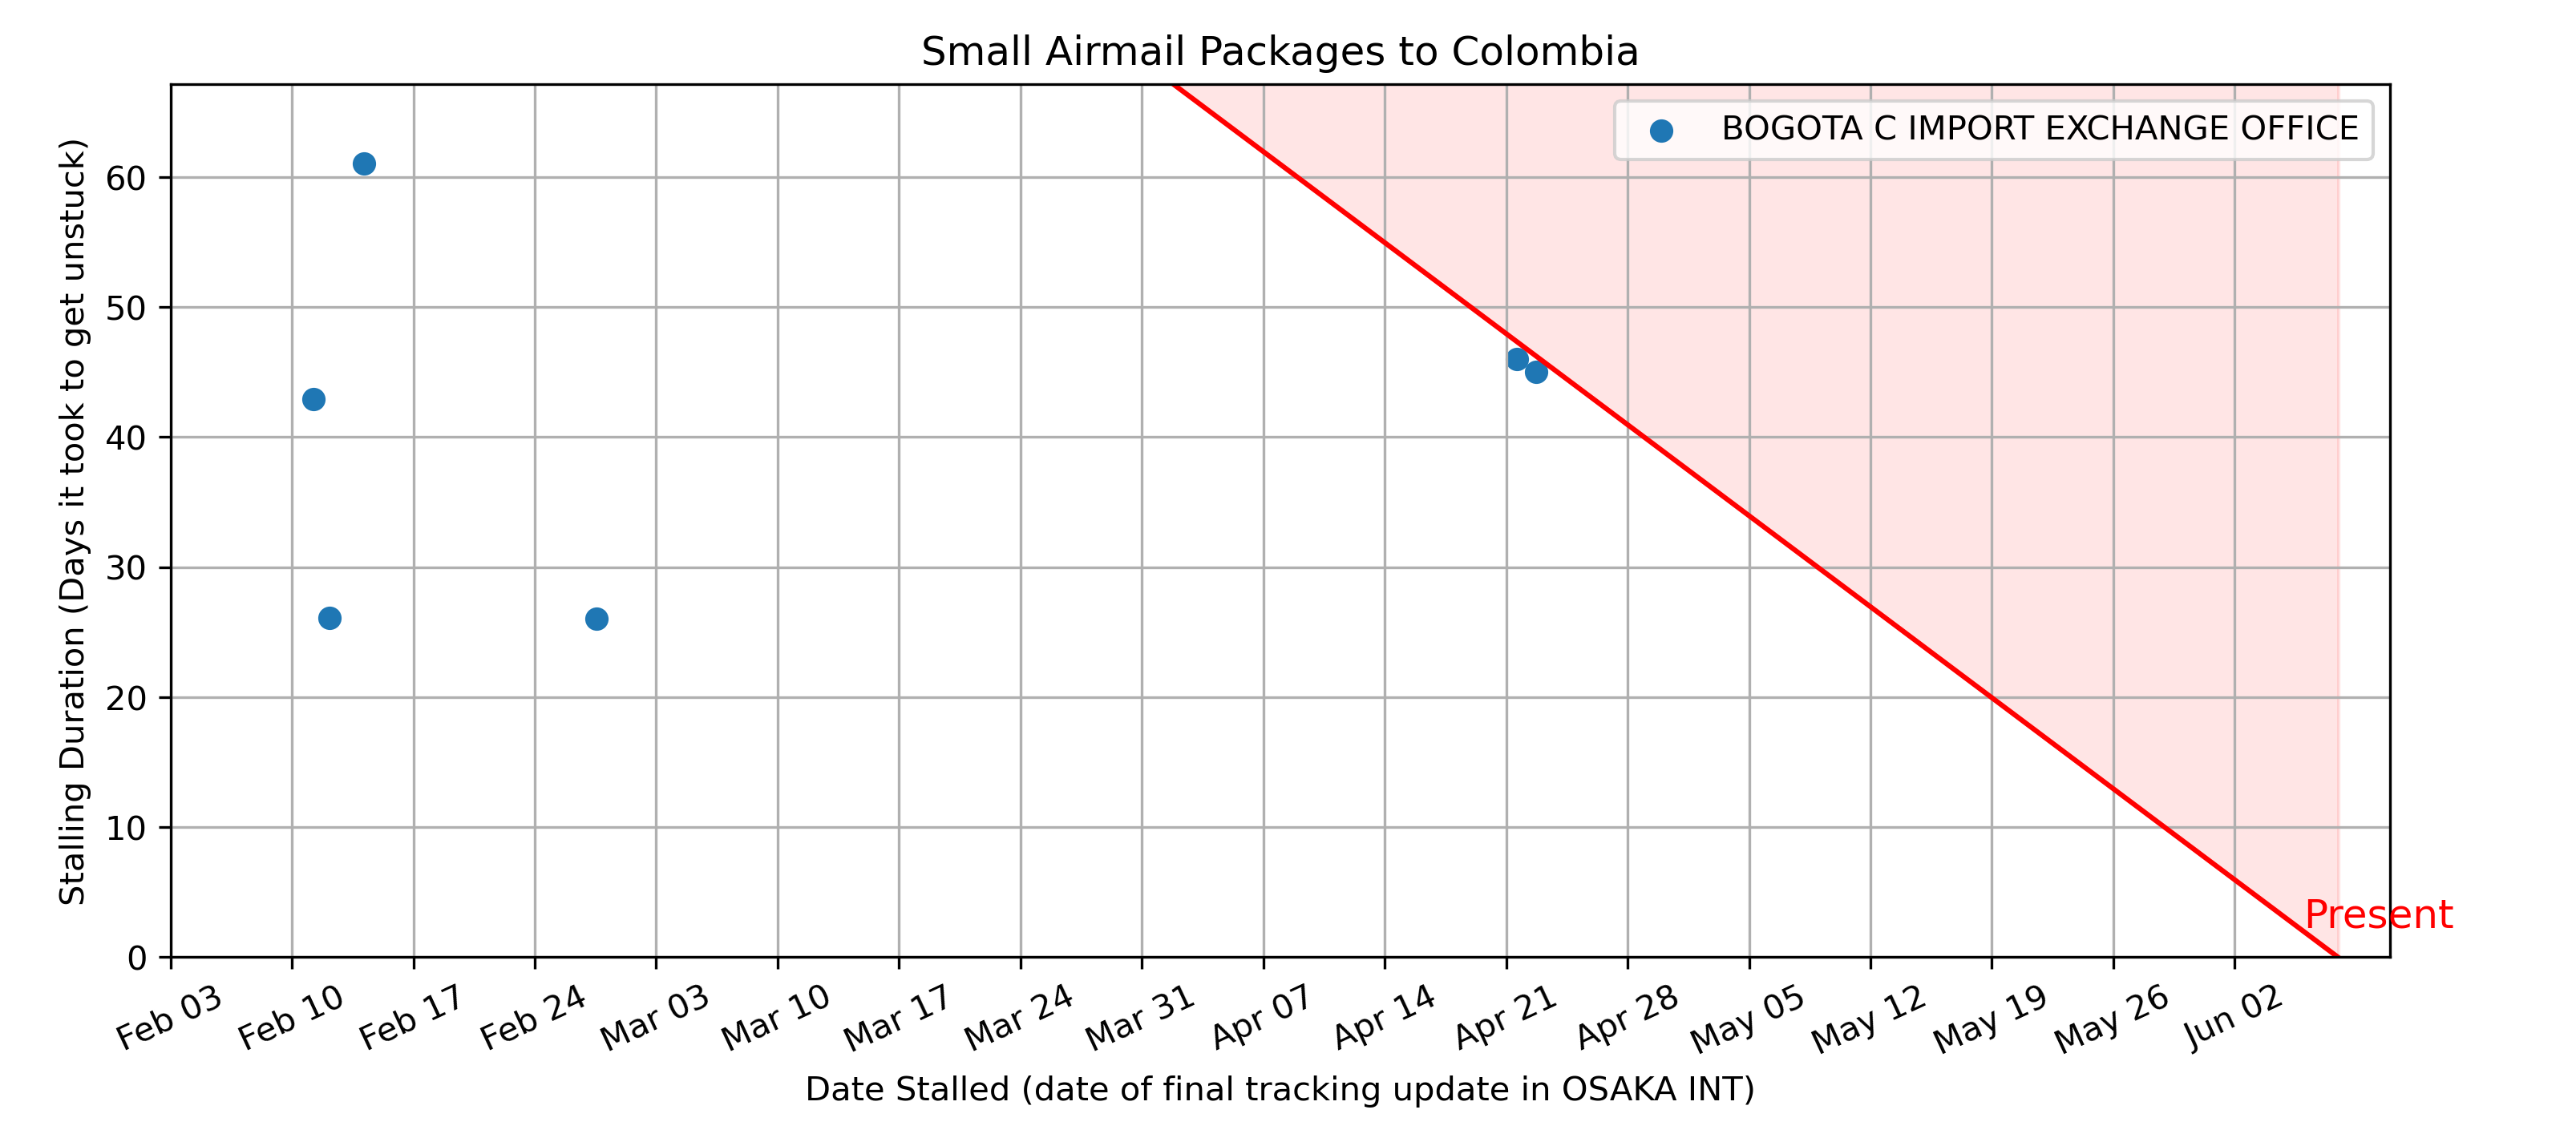 Small Airmail Packages to Colombia
BOGOTA C IMPORT EXCHANGE OFFICE
Stalling Duration (Days it took to get unstuck)
60
50
40
30
20
10
0
Present
Feb 03
Feb 10
Feb 17
Feb 24
Mar 03
Mar 10
Mar 17
Mar 24
Mar 31
Apr 07
Apr 14
Apr 21
Apr 28
May 05
May 12
May 19
May 26
Jun 02
Date Stalled (date of final tracking update in OSAKA INT)